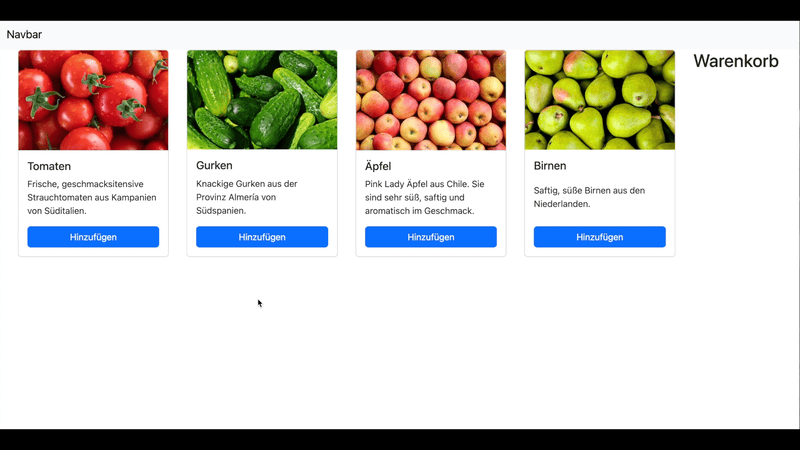 Navbar
Warenkorb
Tomaten
Frische, geschmacksitensive
Strauchtomaten aus Kampanien
von Süditalien.
Hinzufügen
Gurken
Knackige Gurken aus der
Provinz Almería von
Südspanien.
Hinzufügen
Äpfel
Pink Lady Äpfel aus Chile. Sie
sind sehr süß, saftig und
aromatisch im Geschmack.
Hinzufügen
Birnen
Saftig, süße Birnen aus den
Niederlanden.
Hinzufügen